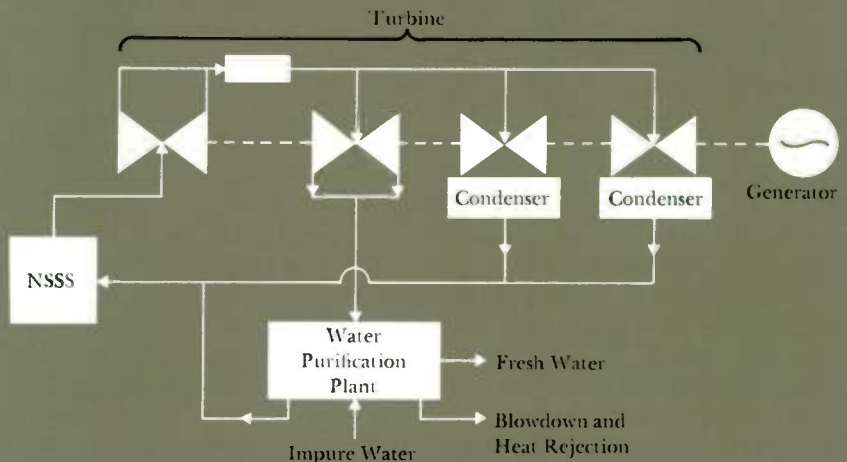 Turbine
Condenser
Condenser
Generator
NSSS
Water
Purification
Plant
Fresh Water
Blowdown and
Heat Rejection
Impure Water